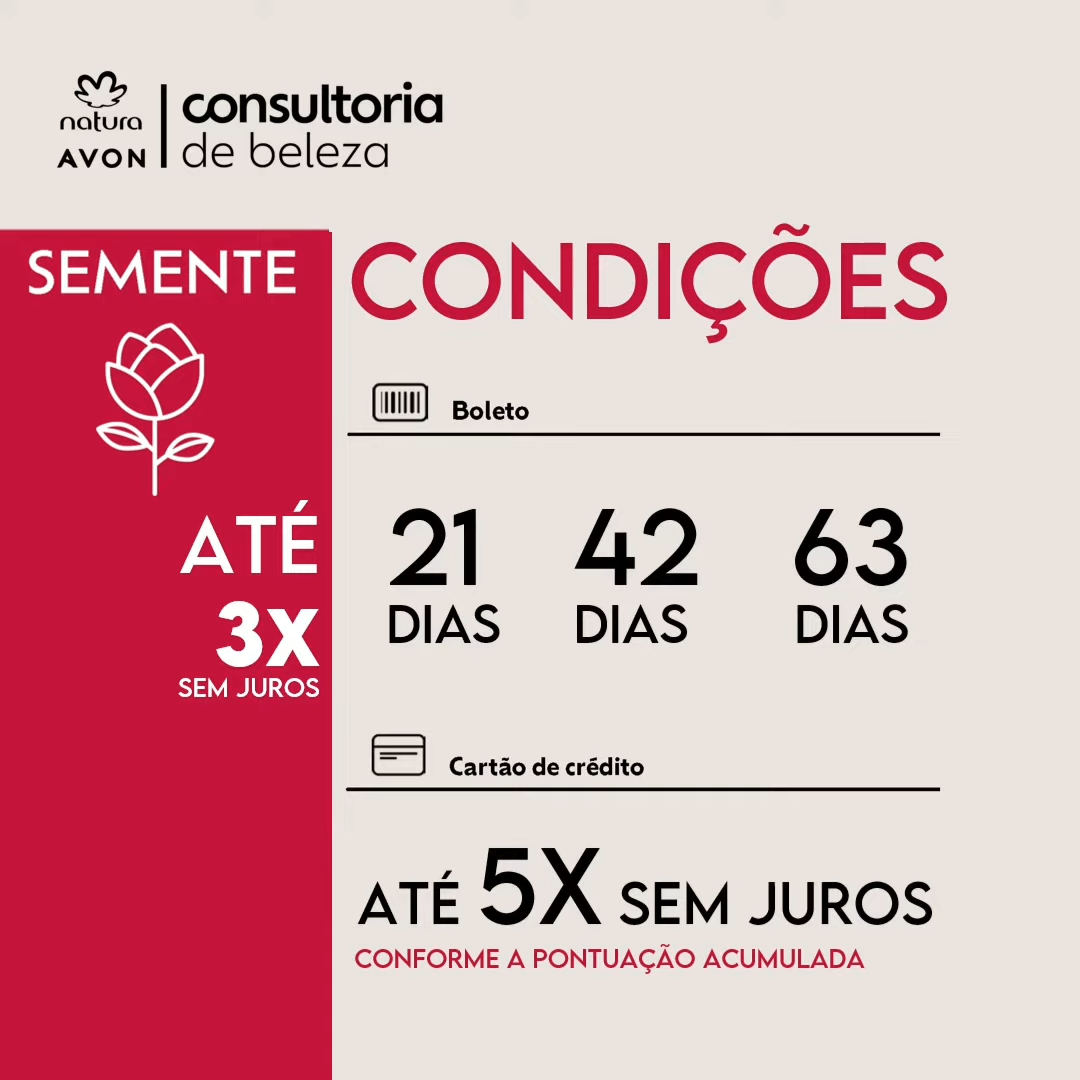 natura
AVON
consultoria
de beleza
SEMENTE
ATÉ
3X
SEM JUROS
CONDIÇÕES
Boleto
21 42 63
DIAS DIAS DIAS
Cartão de crédito
ATÉ 5X SEM JUROS
CONFORME A PONTUAÇÃO ACUMULADA